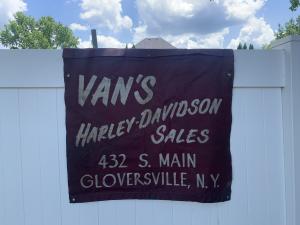 VAN'S
HARLEY-DAVIDSON
SALES
432 S. MAIN
GLOVERSVILLE, N.Y.